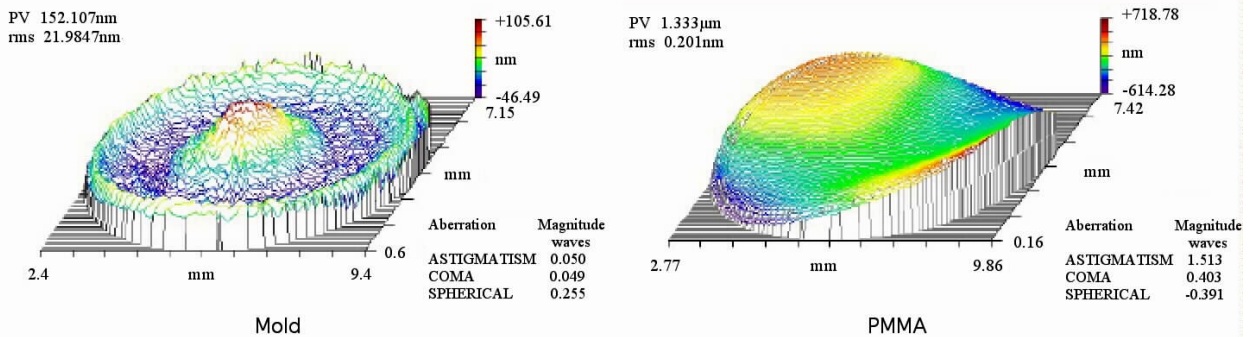 PV 152.107nm
rms 21.9847nm
+105.61
nm
-46.49
7.15
mm
0.6
2.4
mm
9.4
Aberration Magnitude
waves
ASTIGMATISM 0.050
COMA 0.049
SPHERICAL 0.255
Mold
PV 1.333µm
rms 0.201nm
+718.78
nm
-614.28
7.42
mm
0.16
2.77
mm
9.86
Aberration Magnitude
waves
ASTIGMATISM 1.513
COMA 0.403
SPHERICAL -0.391
PMMA